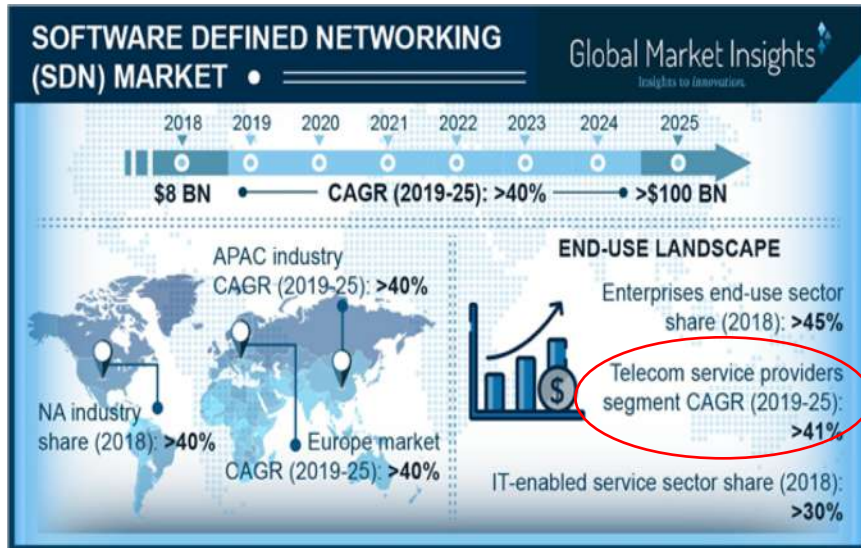 SOFTWARE DEFINED NETWORKING
(SDN) MARKET
Global Market Insights
Insights to innovation.
2018 2019 2020 2021 2022 2023 2024 2025
$8 BN CAGR (2019-25): >40% >$100 BN
APAC industry
CAGR (2019-25): >40%
NA industry
share (2018): >40%
Europe market
CAGR (2019-25): >40%
END-USE LANDSCAPE
Enterprises end-use sector
share (2018): >45%
$
Telecom service providers
segment CAGR (2019-25):
>41%
IT-enabled service sector share (2018):
>30%